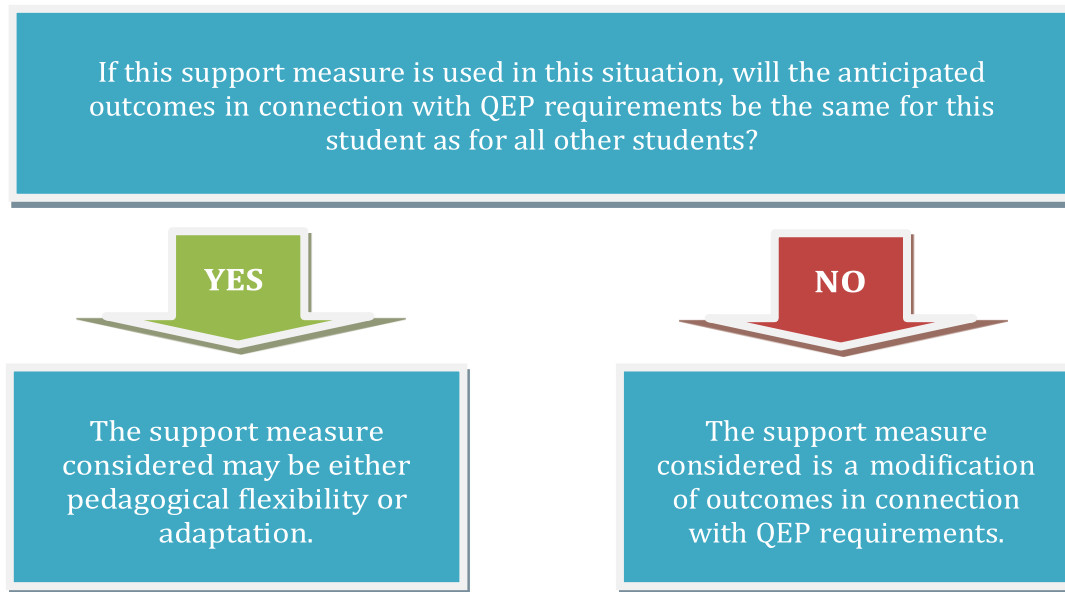 If this support measure is used in this situation, will the anticipated
outcomes in connection with QEP requirements be the same for this
student as for all other students?
YES
NO
The support measure
considered may be either
pedagogical flexibility or
adaptation.
The support measure
considered is a modification
of outcomes in connection
with QEP requirements.